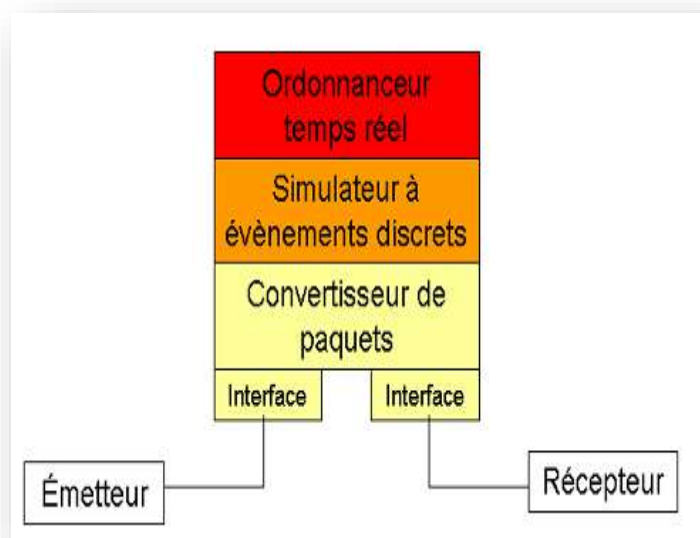 Ordonnanceur
temps réel
Simulateur à
évènements discrets
Convertisseur de
paquets
Interface
Interface
Émetteur
Récepteur